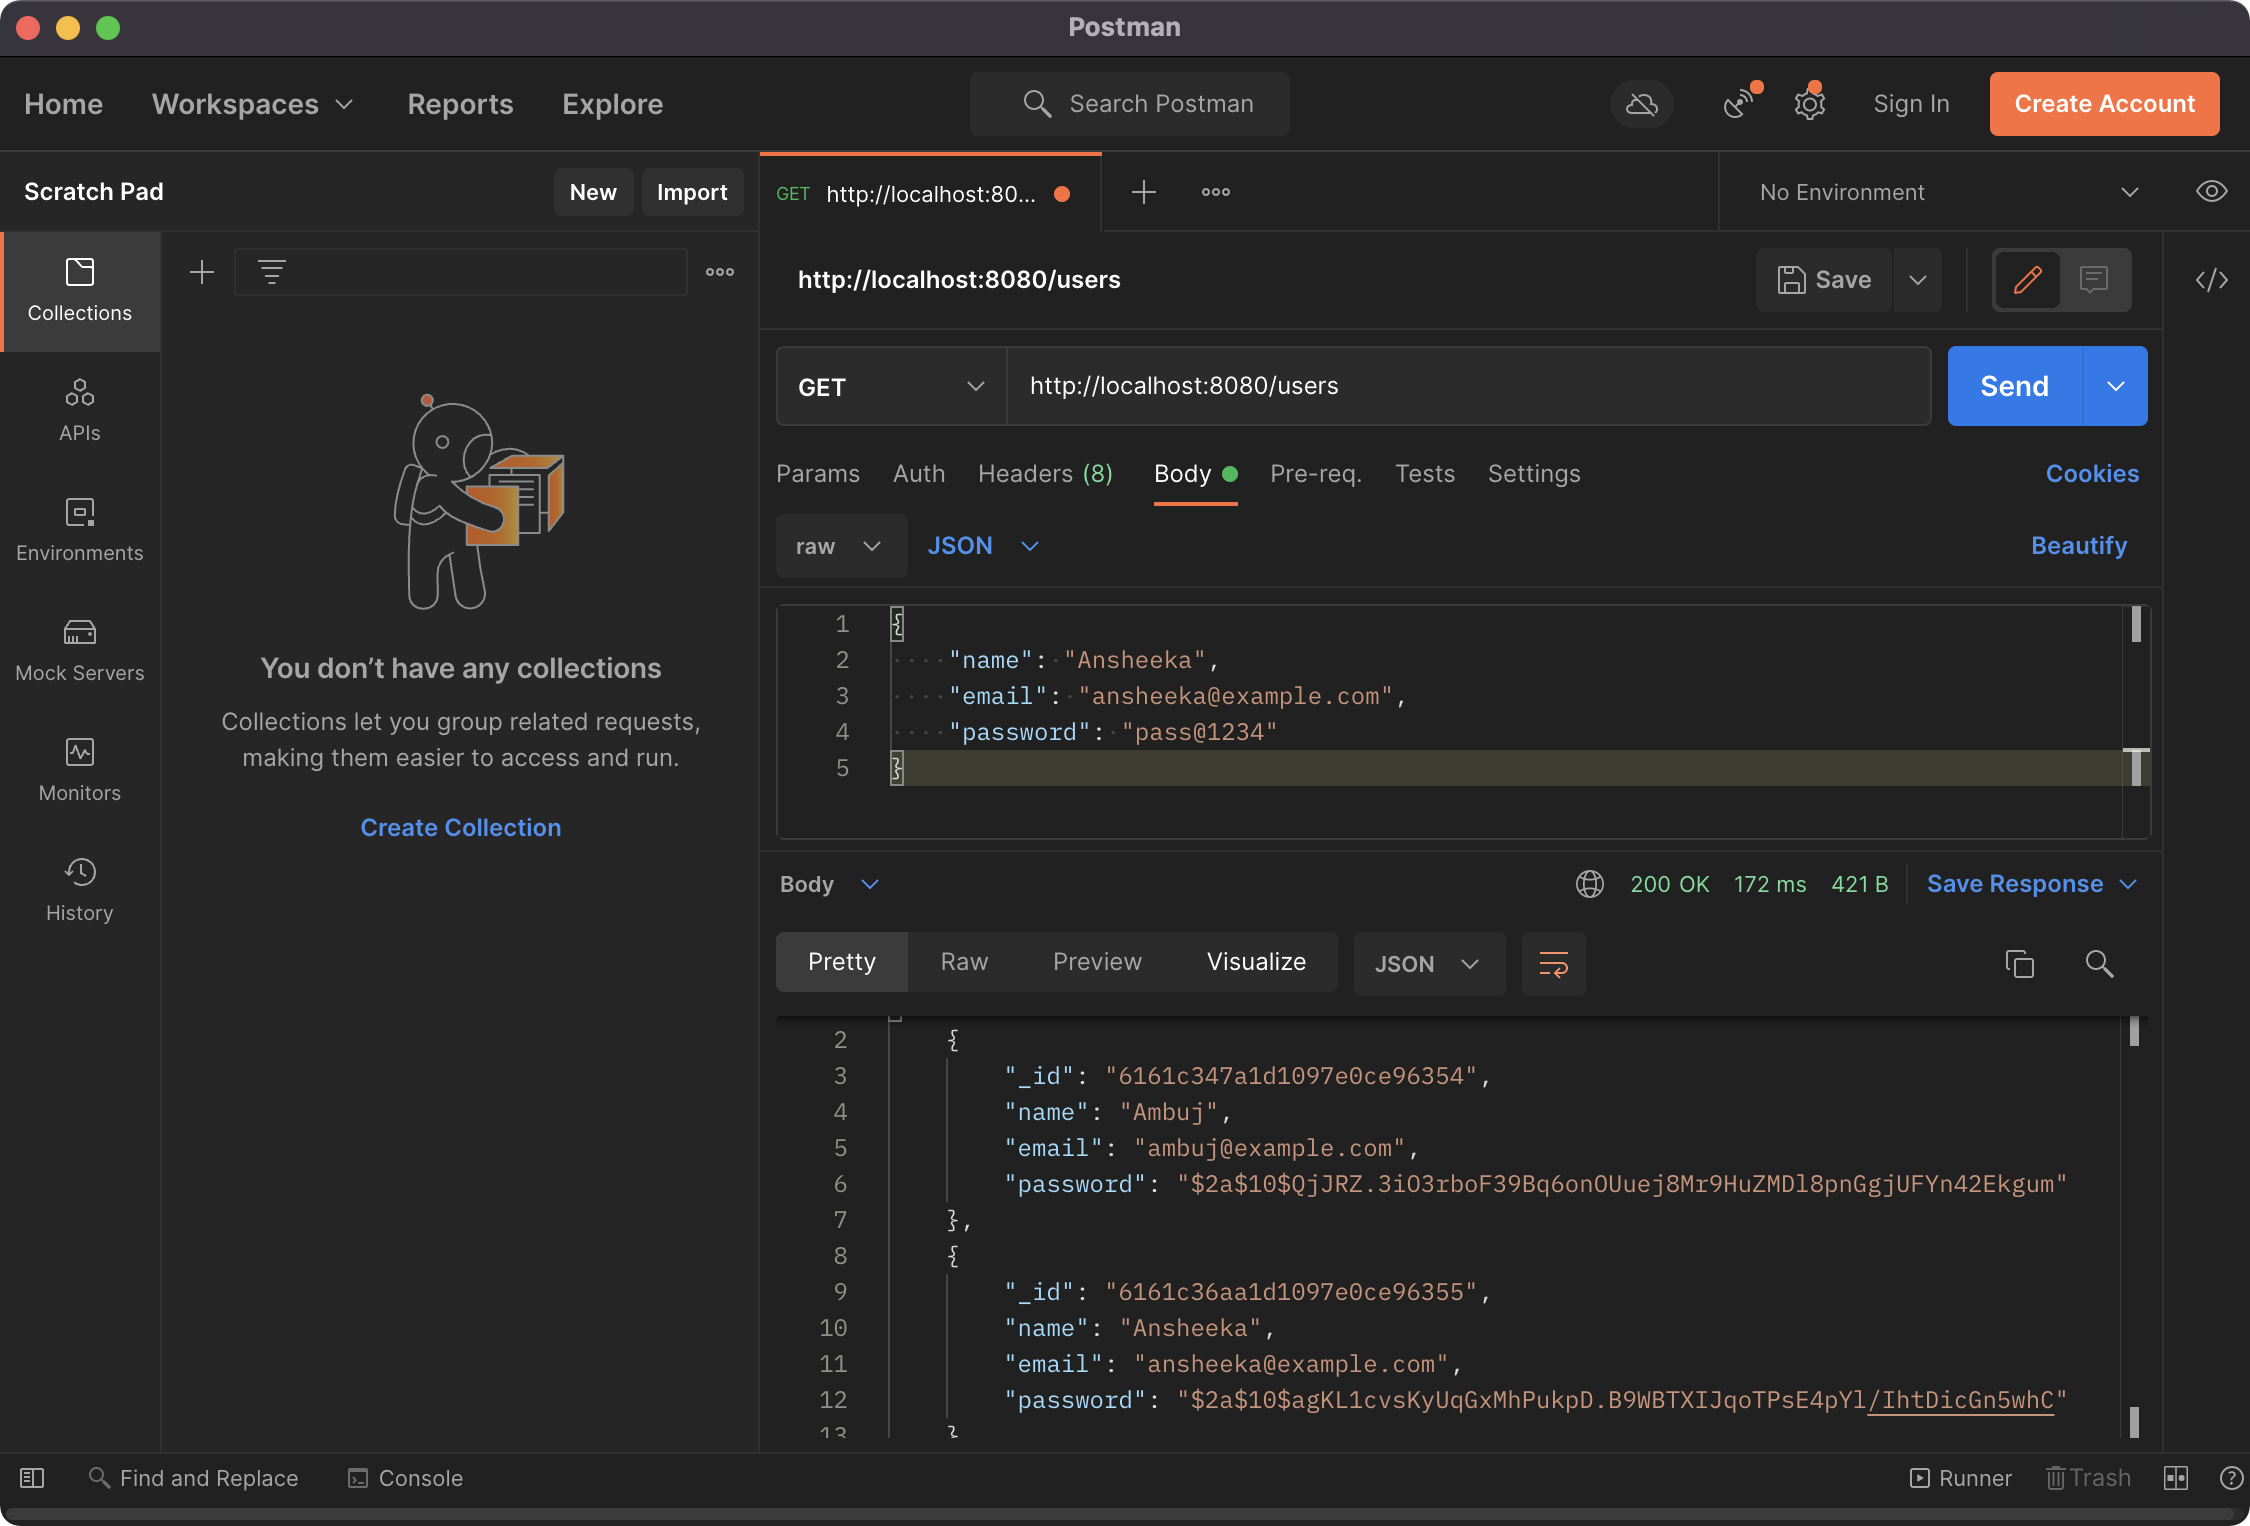 Postman
Home Workspaces Reports Explore Search Postman Sign In Create Account
Scratch Pad New Import
GET http://localhost:80... No Environment
Collections
APIs
Environments
Mock Servers
Monitors
History
You don’t have any collections
Collections let you group related requests,
making them easier to access and run.
Create Collection
http://localhost:8080/users Save
GET http://localhost:8080/users Send
Params Auth Headers (8) Body Pre-req. Tests Settings Cookies
raw JSON Beautify
1 {
2 "name": "Ansheeka",
3 "email": "ansheeka@example.com",
4 "password": "pass@1234"
5 }
Body 200 OK 172 ms 421 B Save Response
Pretty Raw Preview Visualize JSON
2 {
3 "_id": "6161c347a1d1097e0ce96354",
4 "name": "Ambuj",
5 "email": "ambuj@example.com",
6 "password": "$2a$10$QjJRZ.3iO3rboF39Bq6onOUuej8Mr9HuZMDl8pnGgjUFYn42Ekgum"
7 },
8 {
9 "_id": "6161c36aa1d1097e0ce96355",
10 "name": "Ansheeka",
11 "email": "ansheeka@example.com",
12 "password": "$2a$10$agKL1cvsKyUqGxMhPukpD.B9WBTXIJqoTPsE4pYl/IhtDicGn5whC"
13 }
Find and Replace Console Runner Trash